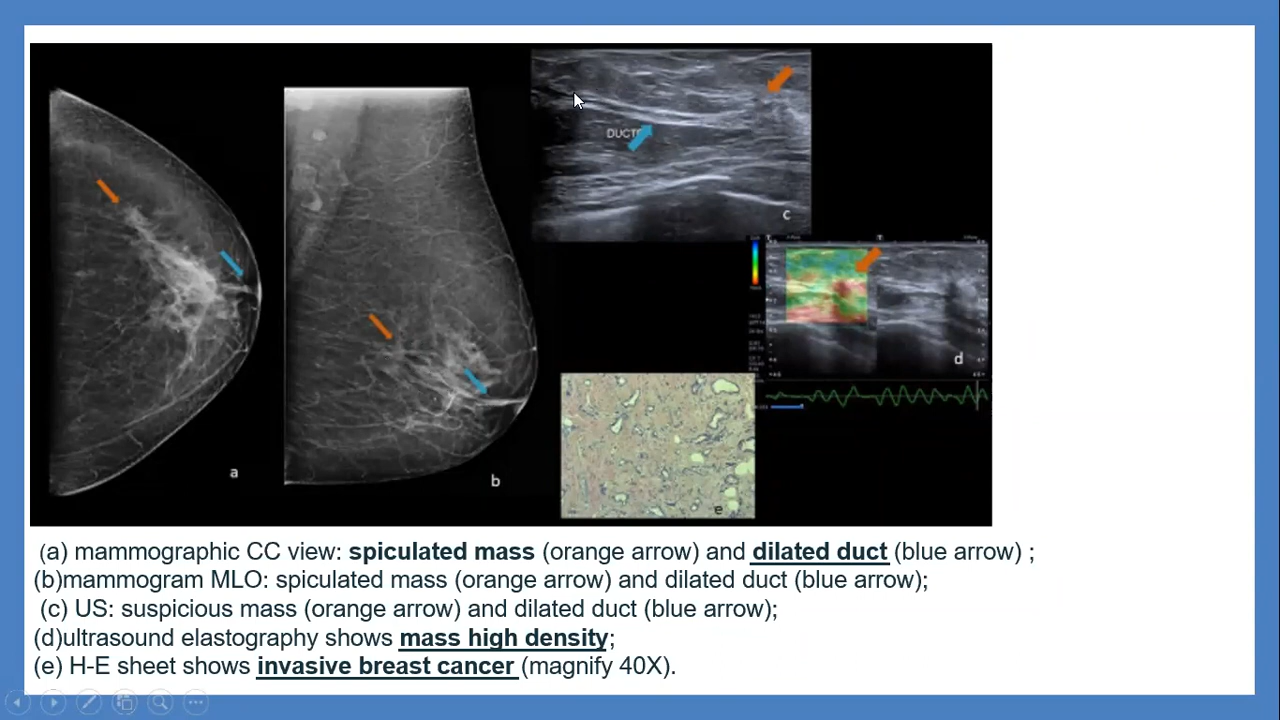 DUCT
c
d
a
b
e
(a) mammographic CC view: spiculated mass (orange arrow) and dilated duct (blue arrow) ;
(b)mammogram MLO: spiculated mass (orange arrow) and dilated duct (blue arrow);
(c) US: suspicious mass (orange arrow) and dilated duct (blue arrow);
(d)ultrasound elastography shows mass high density;
(e) H-E sheet shows invasive breast cancer (magnify 40X).